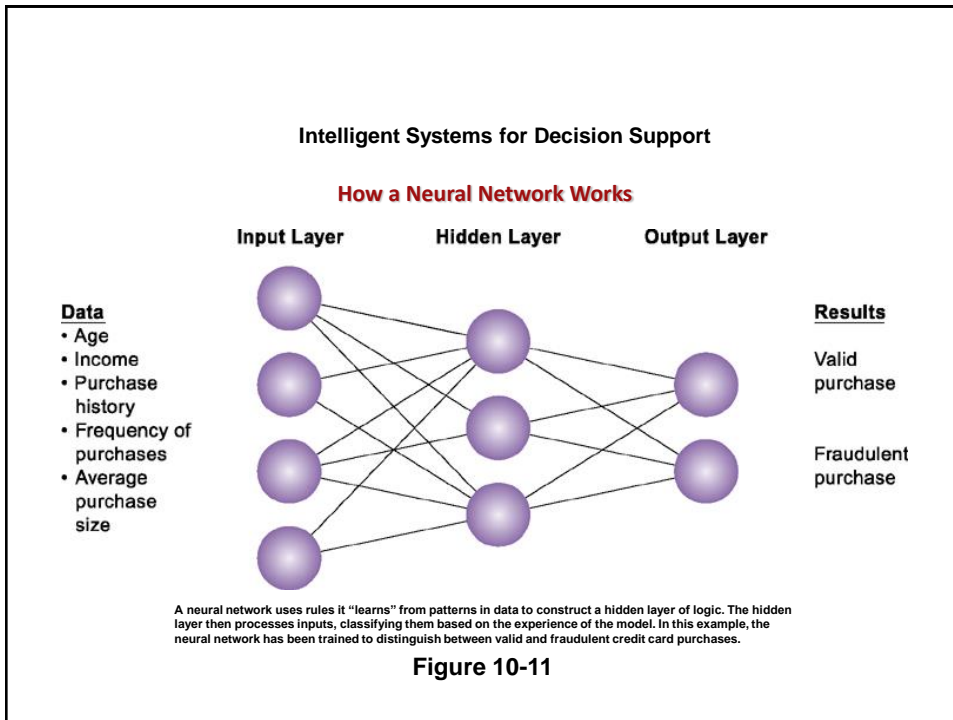 Intelligent Systems for Decision Support
How a Neural Network Works
Input Layer
Hidden Layer
Output Layer
Data
• Age
• Income
• Purchase
history
• Frequency of
purchases
• Average
purchase
size
Results
Valid
purchase
Fraudulent
purchase
A neural network uses rules it “learns” from patterns in data to construct a hidden layer of logic. The hidden
layer then processes inputs, classifying them based on the experience of the model. In this example, the
neural network has been trained to distinguish between valid and fraudulent credit card purchases.
Figure 10-11